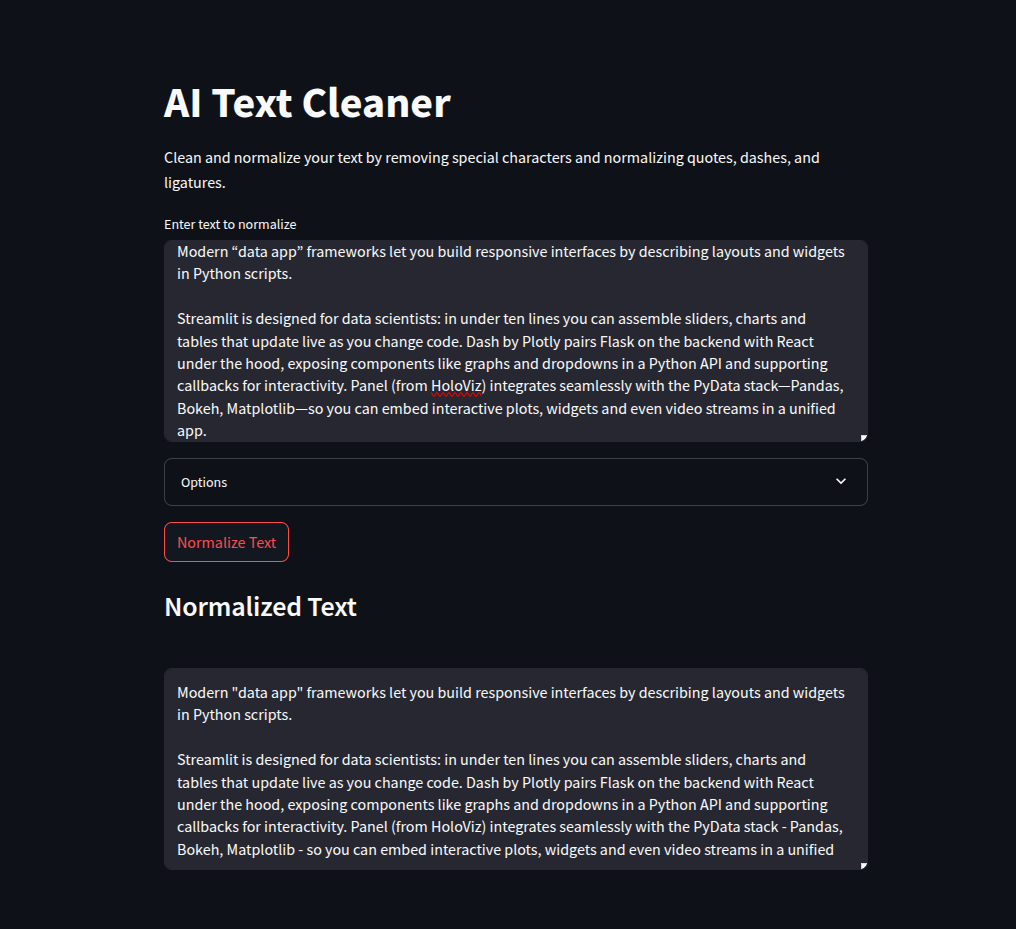 AI Text Cleaner
Clean and normalize your text by removing special characters and normalizing quotes, dashes, and
ligatures.
Enter text to normalize
Modern “data app” frameworks let you build responsive interfaces by describing layouts and widgets
in Python scripts.
Streamlit is designed for data scientists: in under ten lines you can assemble sliders, charts and
tables that update live as you change code. Dash by Plotly pairs Flask on the backend with React
under the hood, exposing components like graphs and dropdowns in a Python API and supporting
callbacks for interactivity. Panel (from HoloViz) integrates seamlessly with the PyData stack—Pandas,
Bokeh, Matplotlib—so you can embed interactive plots, widgets and even video streams in a unified
app.
Options
Normalize Text
Normalized Text
Modern "data app" frameworks let you build responsive interfaces by describing layouts and widgets
in Python scripts.
Streamlit is designed for data scientists: in under ten lines you can assemble sliders, charts and
tables that update live as you change code. Dash by Plotly pairs Flask on the backend with React
under the hood, exposing components like graphs and dropdowns in a Python API and supporting
callbacks for interactivity. Panel (from HoloViz) integrates seamlessly with the PyData stack - Pandas,
Bokeh, Matplotlib - so you can embed interactive plots, widgets and even video streams in a unified